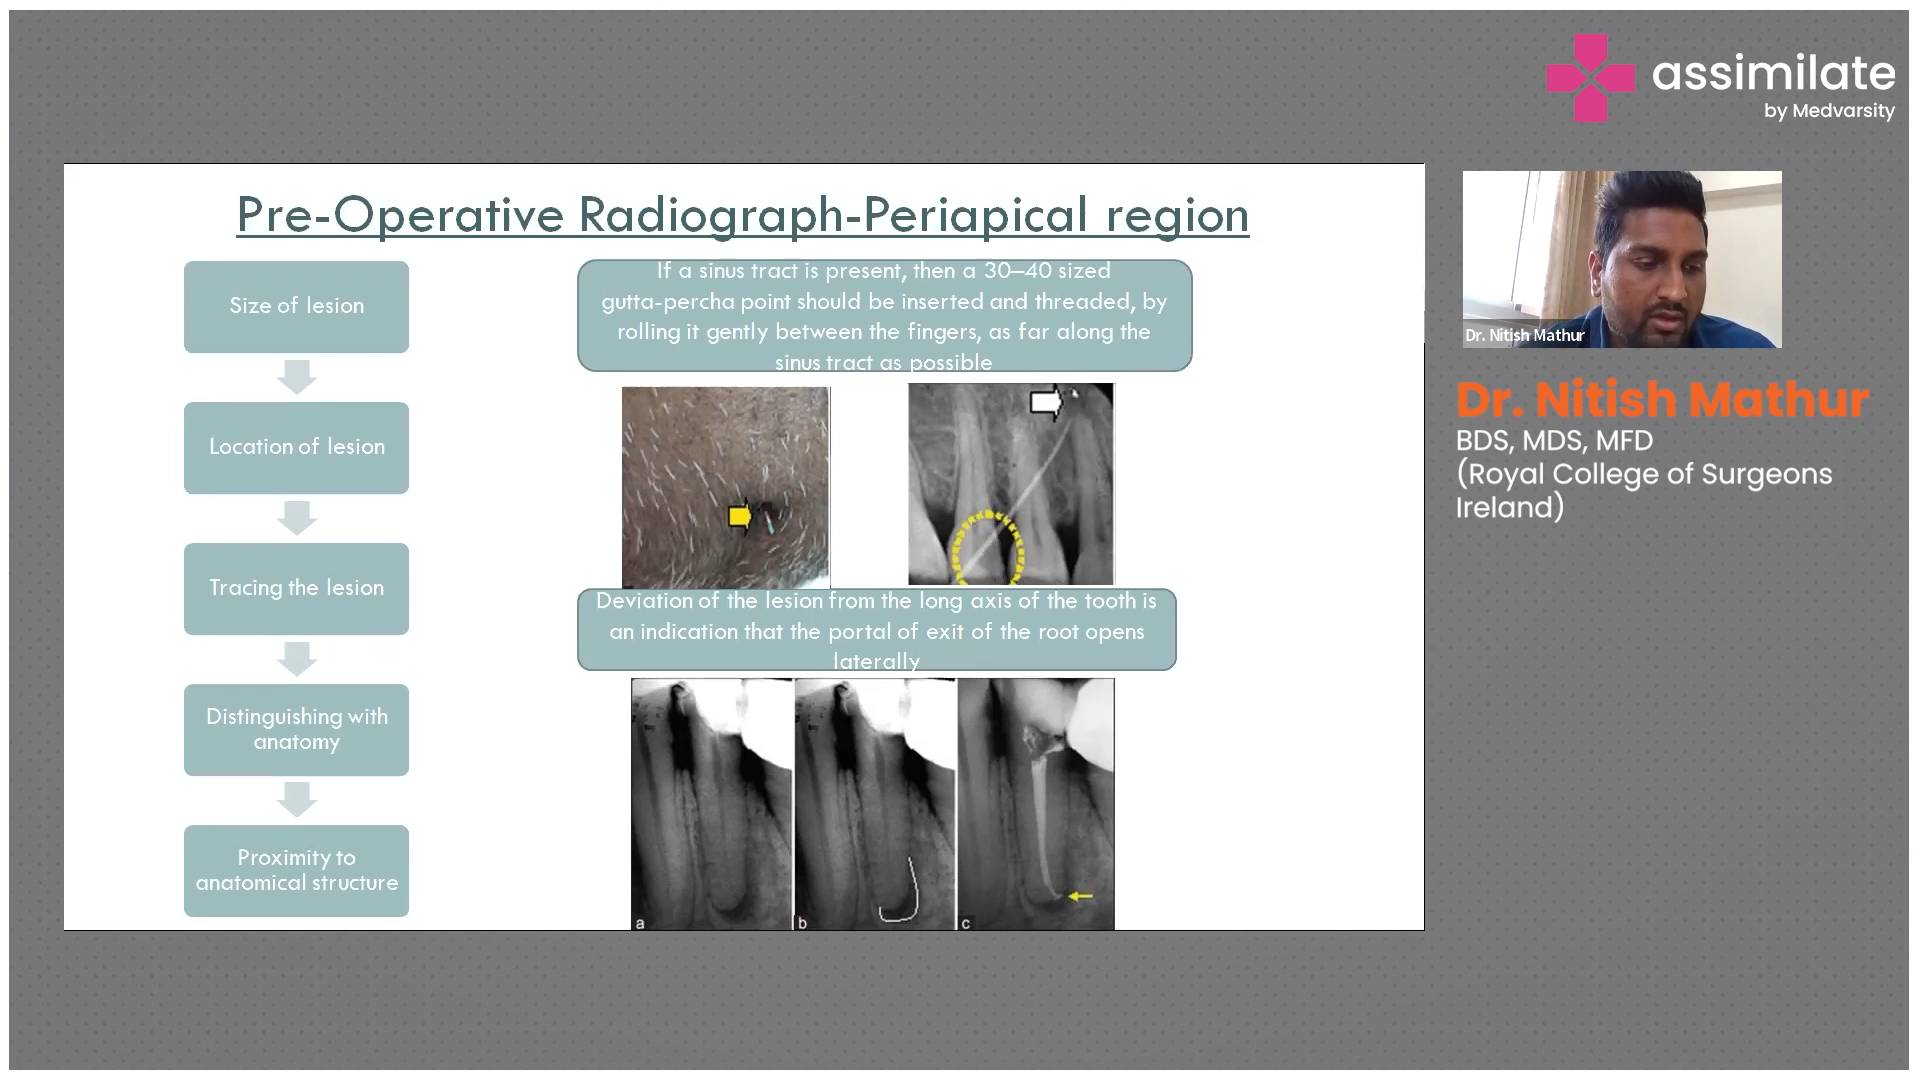 assimilate
by Medvarsity
Pre-Operative Radiograph-Periapical region
Size of lesion
Location of lesion
Tracing the lesion
Distinguishing with
anatomy
Proximity to
anatomical structure
If a sinus tract is present, then a 30–40 sized
gutta-percha point should be inserted and threaded, by
rolling it gently between the fingers, as far along the
sinus tract as possible
Deviation of the lesion from the long axis of the tooth is
an indication that the portal of exit of the root opens
laterally
a
b
c
Dr. Nitish Mathur
Dr. Nitish Mathur
BDS, MDS, MFD
(Royal College of Surgeons
Ireland)